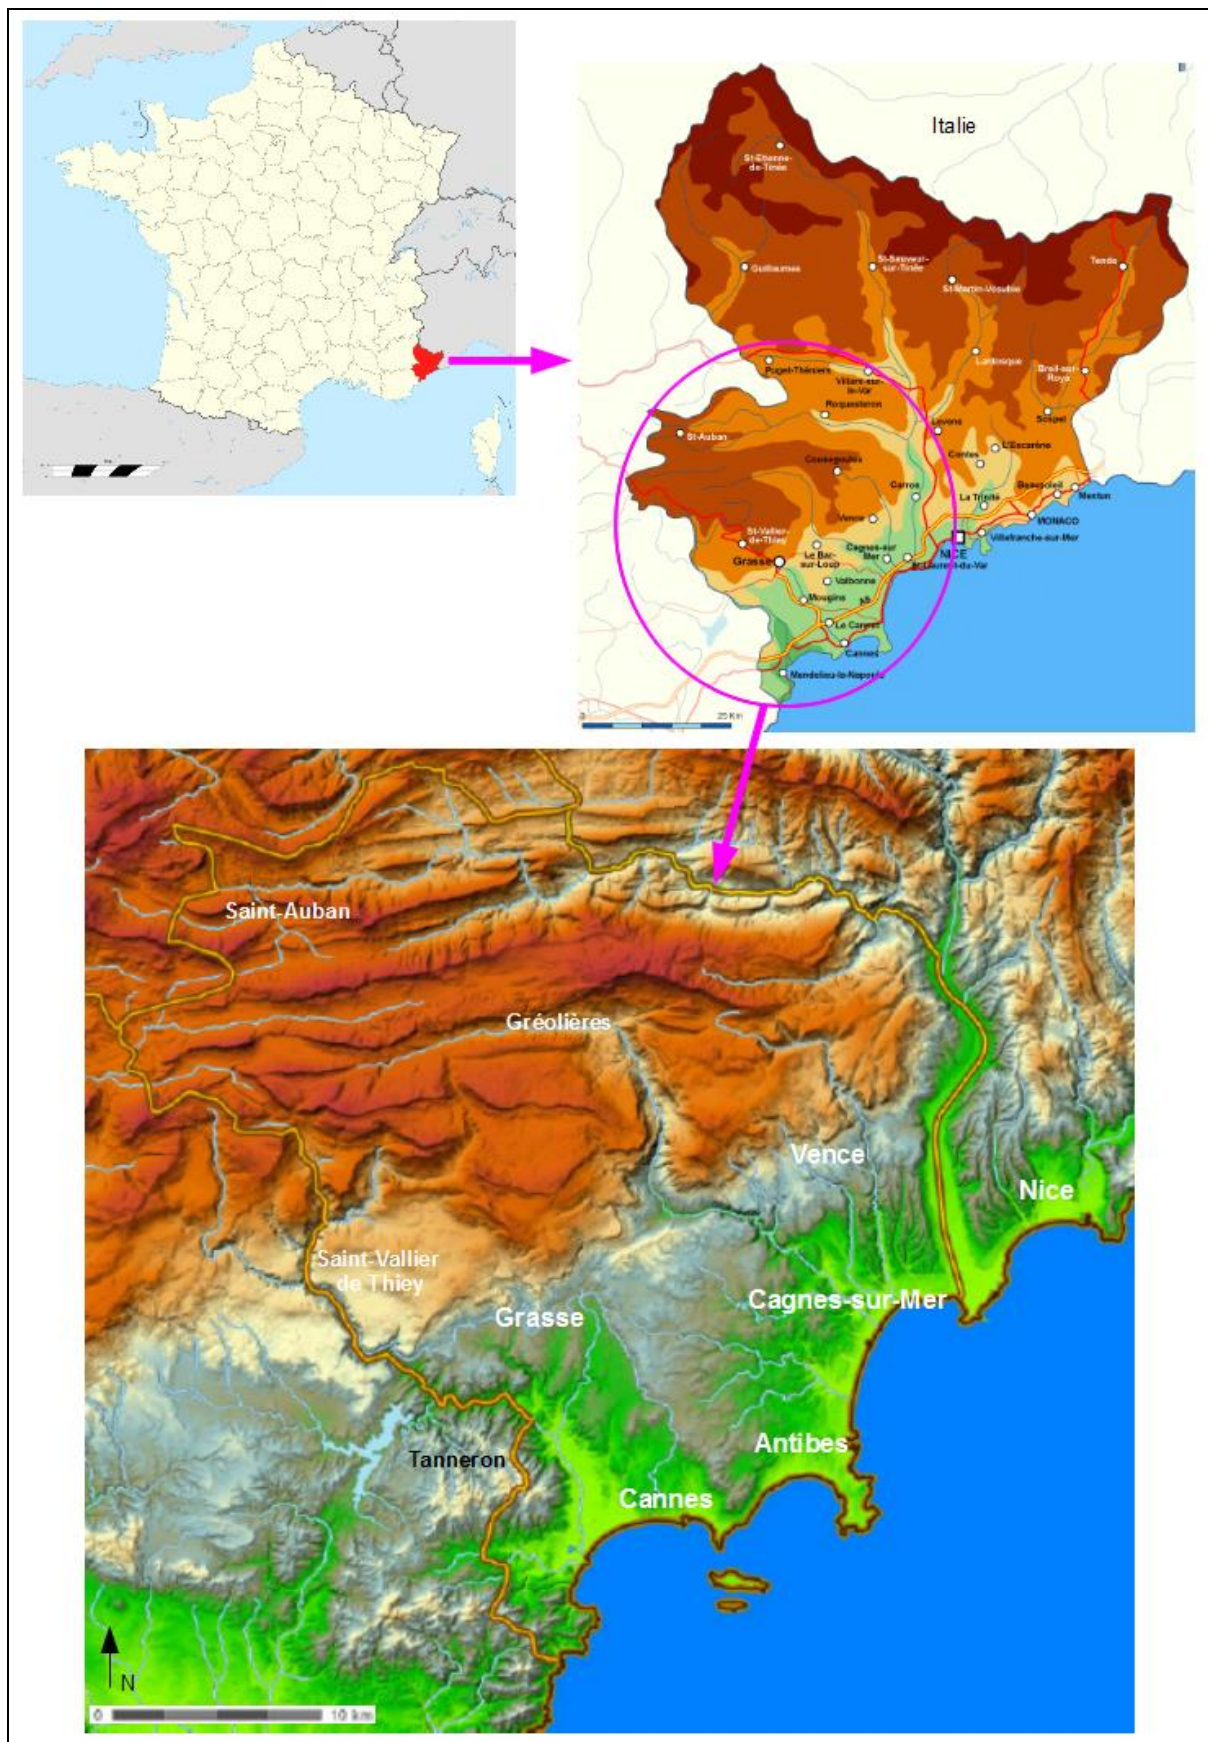 Italie
St-Etienne-
de-Tinée
Guillaumes
St-Sauveur-
sur-Tinée
St-Martin-Vésubie
Tende
Lantosque
Breil-sur-
Roya
Puget-Théniers
Villars-sur-
le-Var
Roquesteron
Sospel
Levens
St-Auban
L'Escarène
Contes
Coursegoules
Carros
Beausoleil
Menton
La Trinité
MONACO
Vence
St-Vallier-
de-Thiey
Villefranche-sur-Mer
NICE
Le Bar-
sur-Loup
Cagnes-sur
Mer
Grasse
St-Laurent-du-Var
Valbonne
Mougins
A8
Le Cannet
Cannes
Mandelieu-la-Napoule
25 Km
Saint-Auban
Gréolières
Vence
Nice
Saint-Vallier
de Thiey
Cagnes-sur-Mer
Grasse
Antibes
Tanneron
Cannes
N
0 10 km